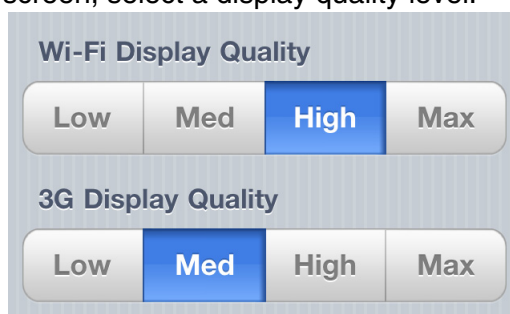 screen, select a display quality level.
Wi-Fi Display Quality
Low Med High Max
3G Display Quality
Low Med High Max